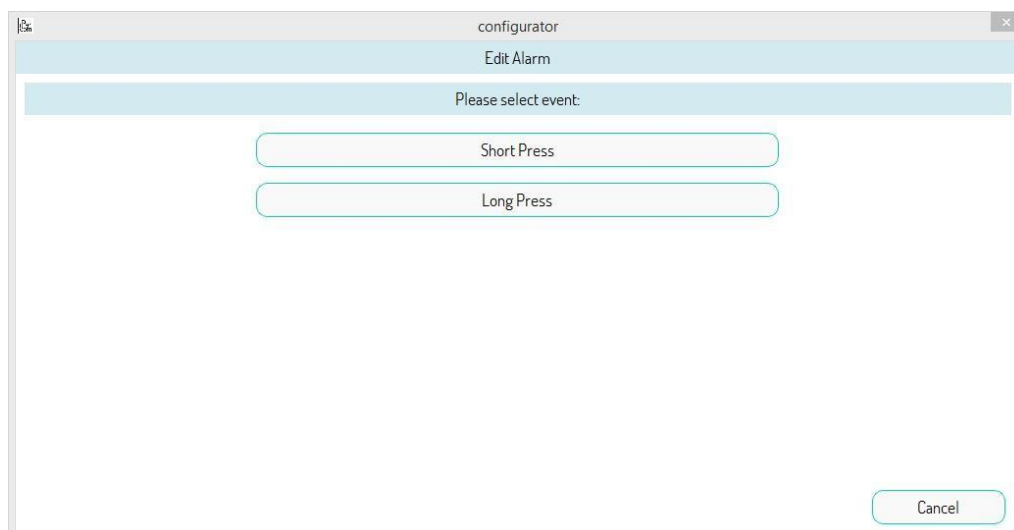 configurator
Edit Alarm
Please select event:
Short Press
Long Press
Cancel